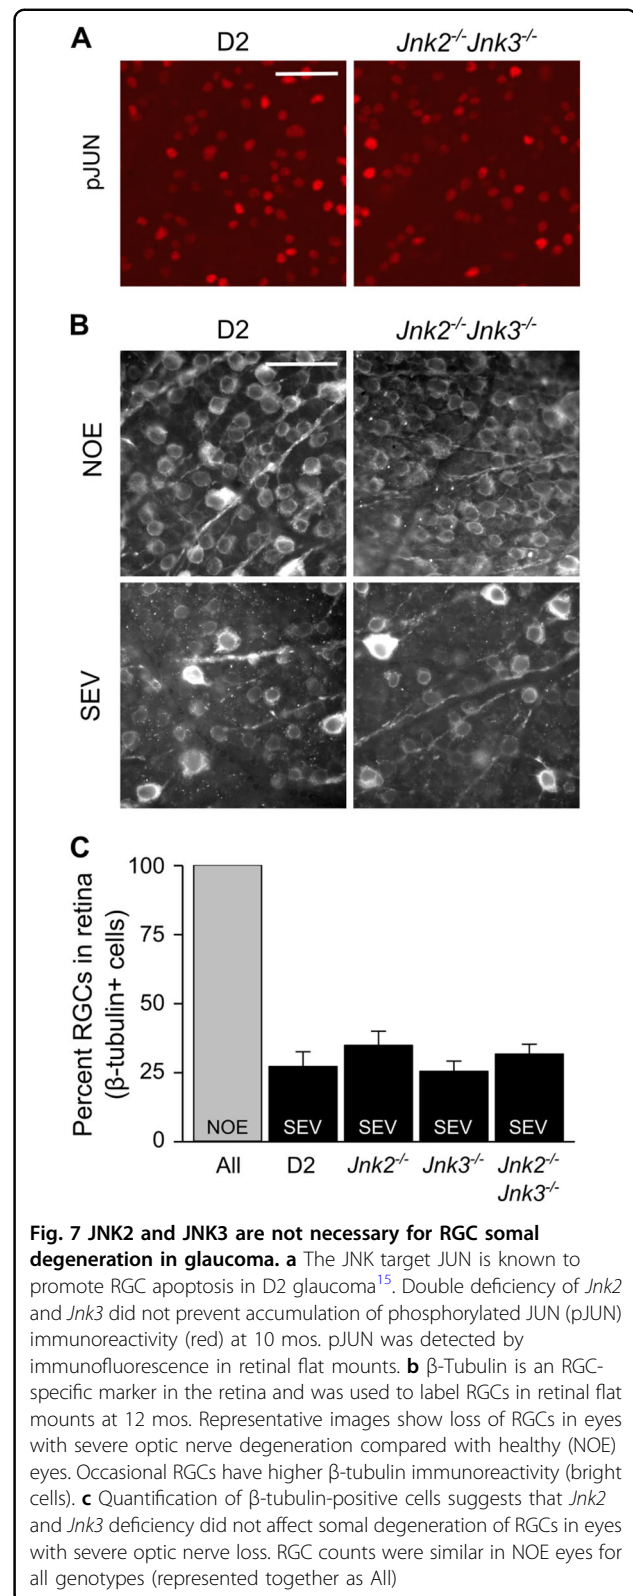 A
D2
Jnk2-/-Jnk3-/-
pJUN
B
D2
Jnk2-/-Jnk3-/-
NOE
SEV
C
Percent RGCs in retina
(β-tubulin+ cells)
100
75
50
25
0
NOE
SEV
SEV
SEV
SEV
All
D2
Jnk2-/-
Jnk3-/-
Jnk2-/-
Jnk3-/-
Fig. 7 JNK2 and JNK3 are not necessary for RGC somal
degeneration in glaucoma. a The JNK target JUN is known to
promote RGC apoptosis in D2 glaucoma15. Double deficiency of Jnk2
and Jnk3 did not prevent accumulation of phosphorylated JUN (pJUN)
immunoreactivity (red) at 10 mos. pJUN was detected by
immunofluorescence in retinal flat mounts. b β-Tubulin is an RGC-
specific marker in the retina and was used to label RGCs in retinal flat
mounts at 12 mos. Representative images show loss of RGCs in eyes
with severe optic nerve degeneration compared with healthy (NOE)
eyes. Occasional RGCs have higher β-tubulin immunoreactivity (bright
cells). c Quantification of β-tubulin-positive cells suggests that Jnk2
and Jnk3 deficiency did not affect somal degeneration of RGCs in eyes
with severe optic nerve loss. RGC counts were similar in NOE eyes for
all genotypes (represented together as All)